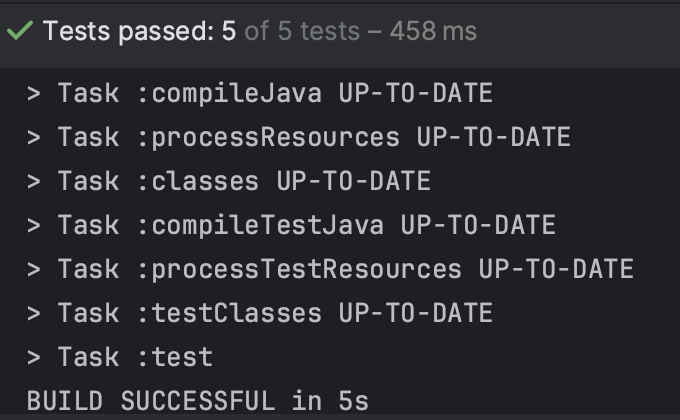 Tests passed: 5 of 5 tests – 458 ms
> Task :compileJava UP-TO-DATE
> Task :processResources UP-TO-DATE
> Task :classes UP-TO-DATE
> Task :compileTestJava UP-TO-DATE
> Task :processTestResources UP-TO-DATE
> Task :testClasses UP-TO-DATE
> Task :test
BUILD SUCCESSFUL in 5s